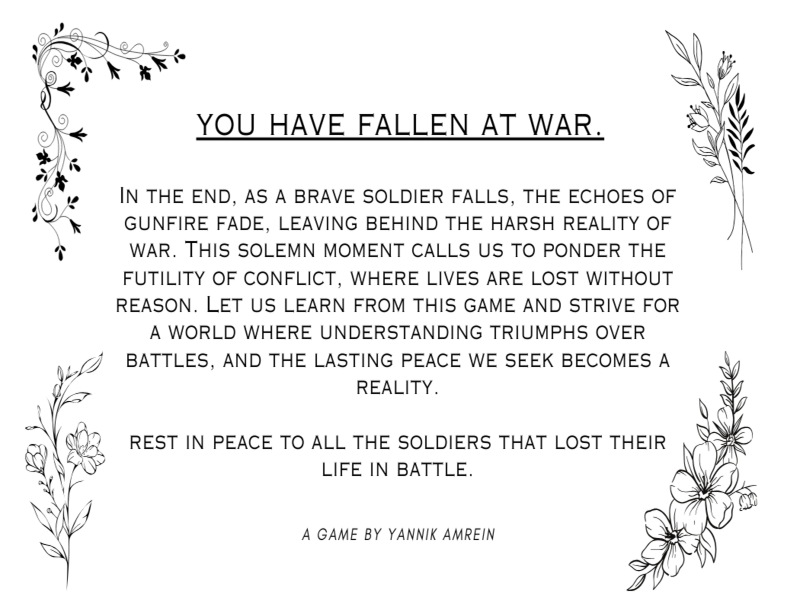 YOU HAVE FALLEN AT WAR.
IN THE END, AS A BRAVE SOLDIER FALLS, THE ECHOES OF
GUNFIRE FADE, LEAVING BEHIND THE HARSH REALITY OF
WAR. THIS SOLEMN MOMENT CALLS US TO PONDER THE
FUTILITY OF CONFLICT, WHERE LIVES ARE LOST WITHOUT
REASON. LET US LEARN FROM THIS GAME AND STRIVE FOR
A WORLD WHERE UNDERSTANDING TRIUMPHS OVER
BATTLES, AND THE LASTING PEACE WE SEEK BECOMES A
REALITY.
REST IN PEACE TO ALL THE SOLDIERS THAT LOST THEIR
LIFE IN BATTLE.
A GAME BY YANNIK AMREIN